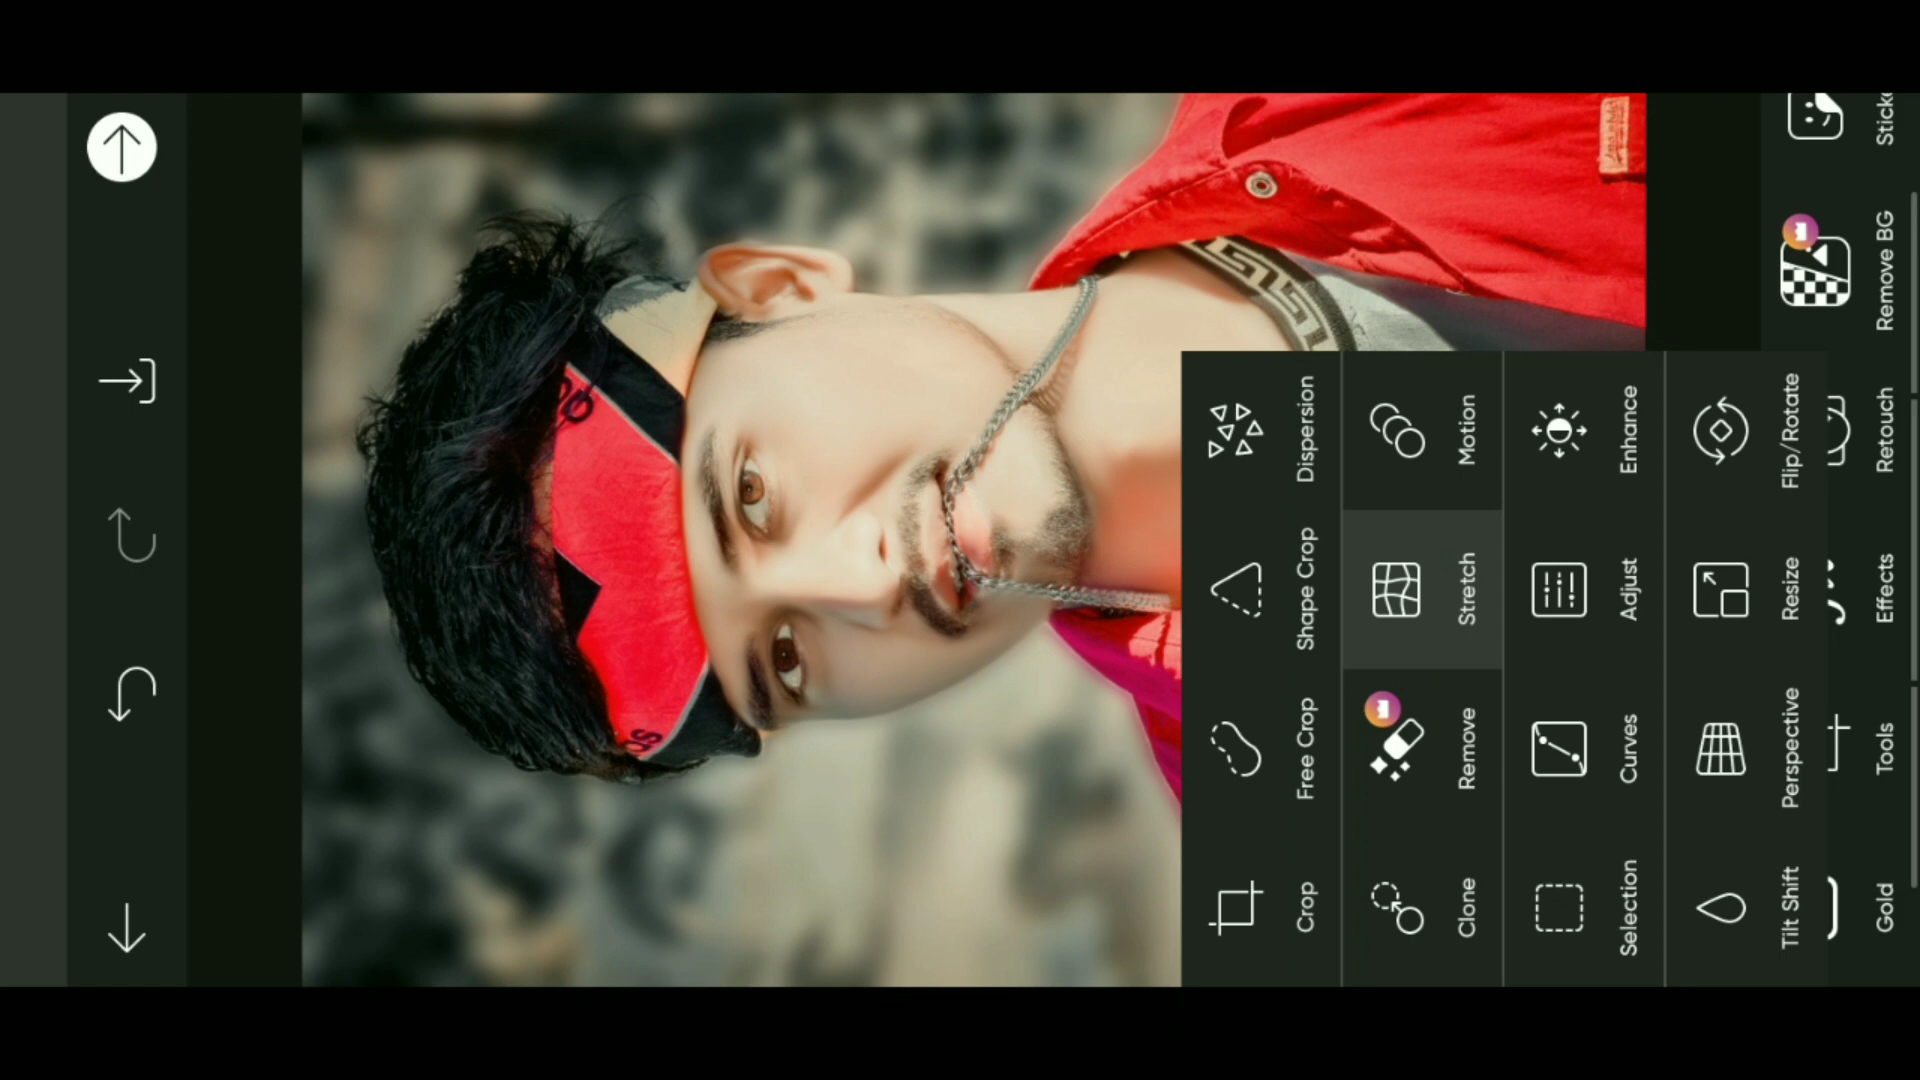 Crop
Free Crop
Shape Crop
Dispersion
Clone
Remove
Stretch
Motion
Selection
Curves
Adjust
Enhance
Tilt Shift
Perspective
Resize
Flip/Rotate
Gold
Tools
Effects
Retouch
Remove BG
Sticke